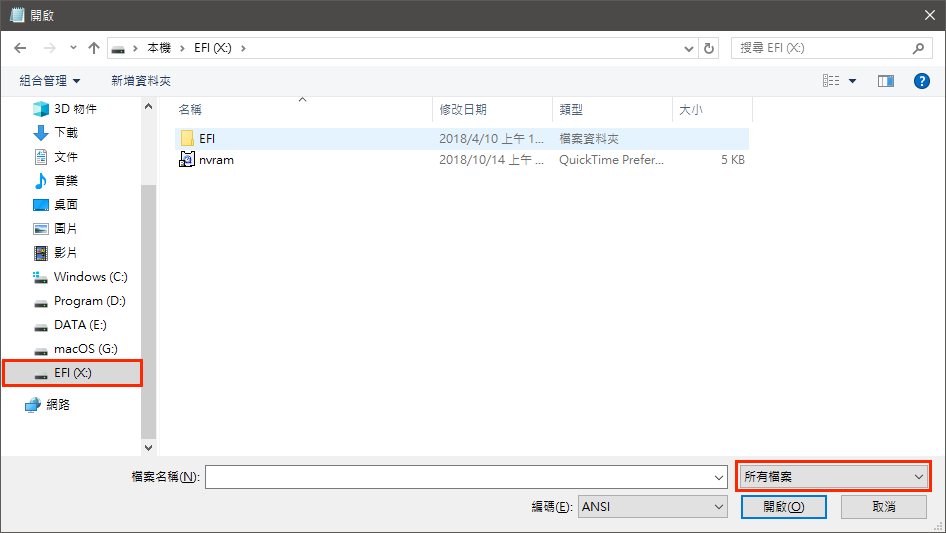 開啟
本機 EFI (X:)
搜尋 EFI (X:)
組合管理 新增資料夾
名稱 修改日期 類型 大小
3D 物件
下載
文件
音樂
桌面
圖片
影片
Windows (C:)
Program (D:)
DATA (E:)
macOS (G:)
EFI (X:)
網路
EFI 2018/4/10 上午 1... 檔案資料夾
nvram 2018/10/14 上午 ... QuickTime Prefer... 5 KB
檔案名稱(N): 所有檔案
編碼(E): ANSI 開啟(O) 取消